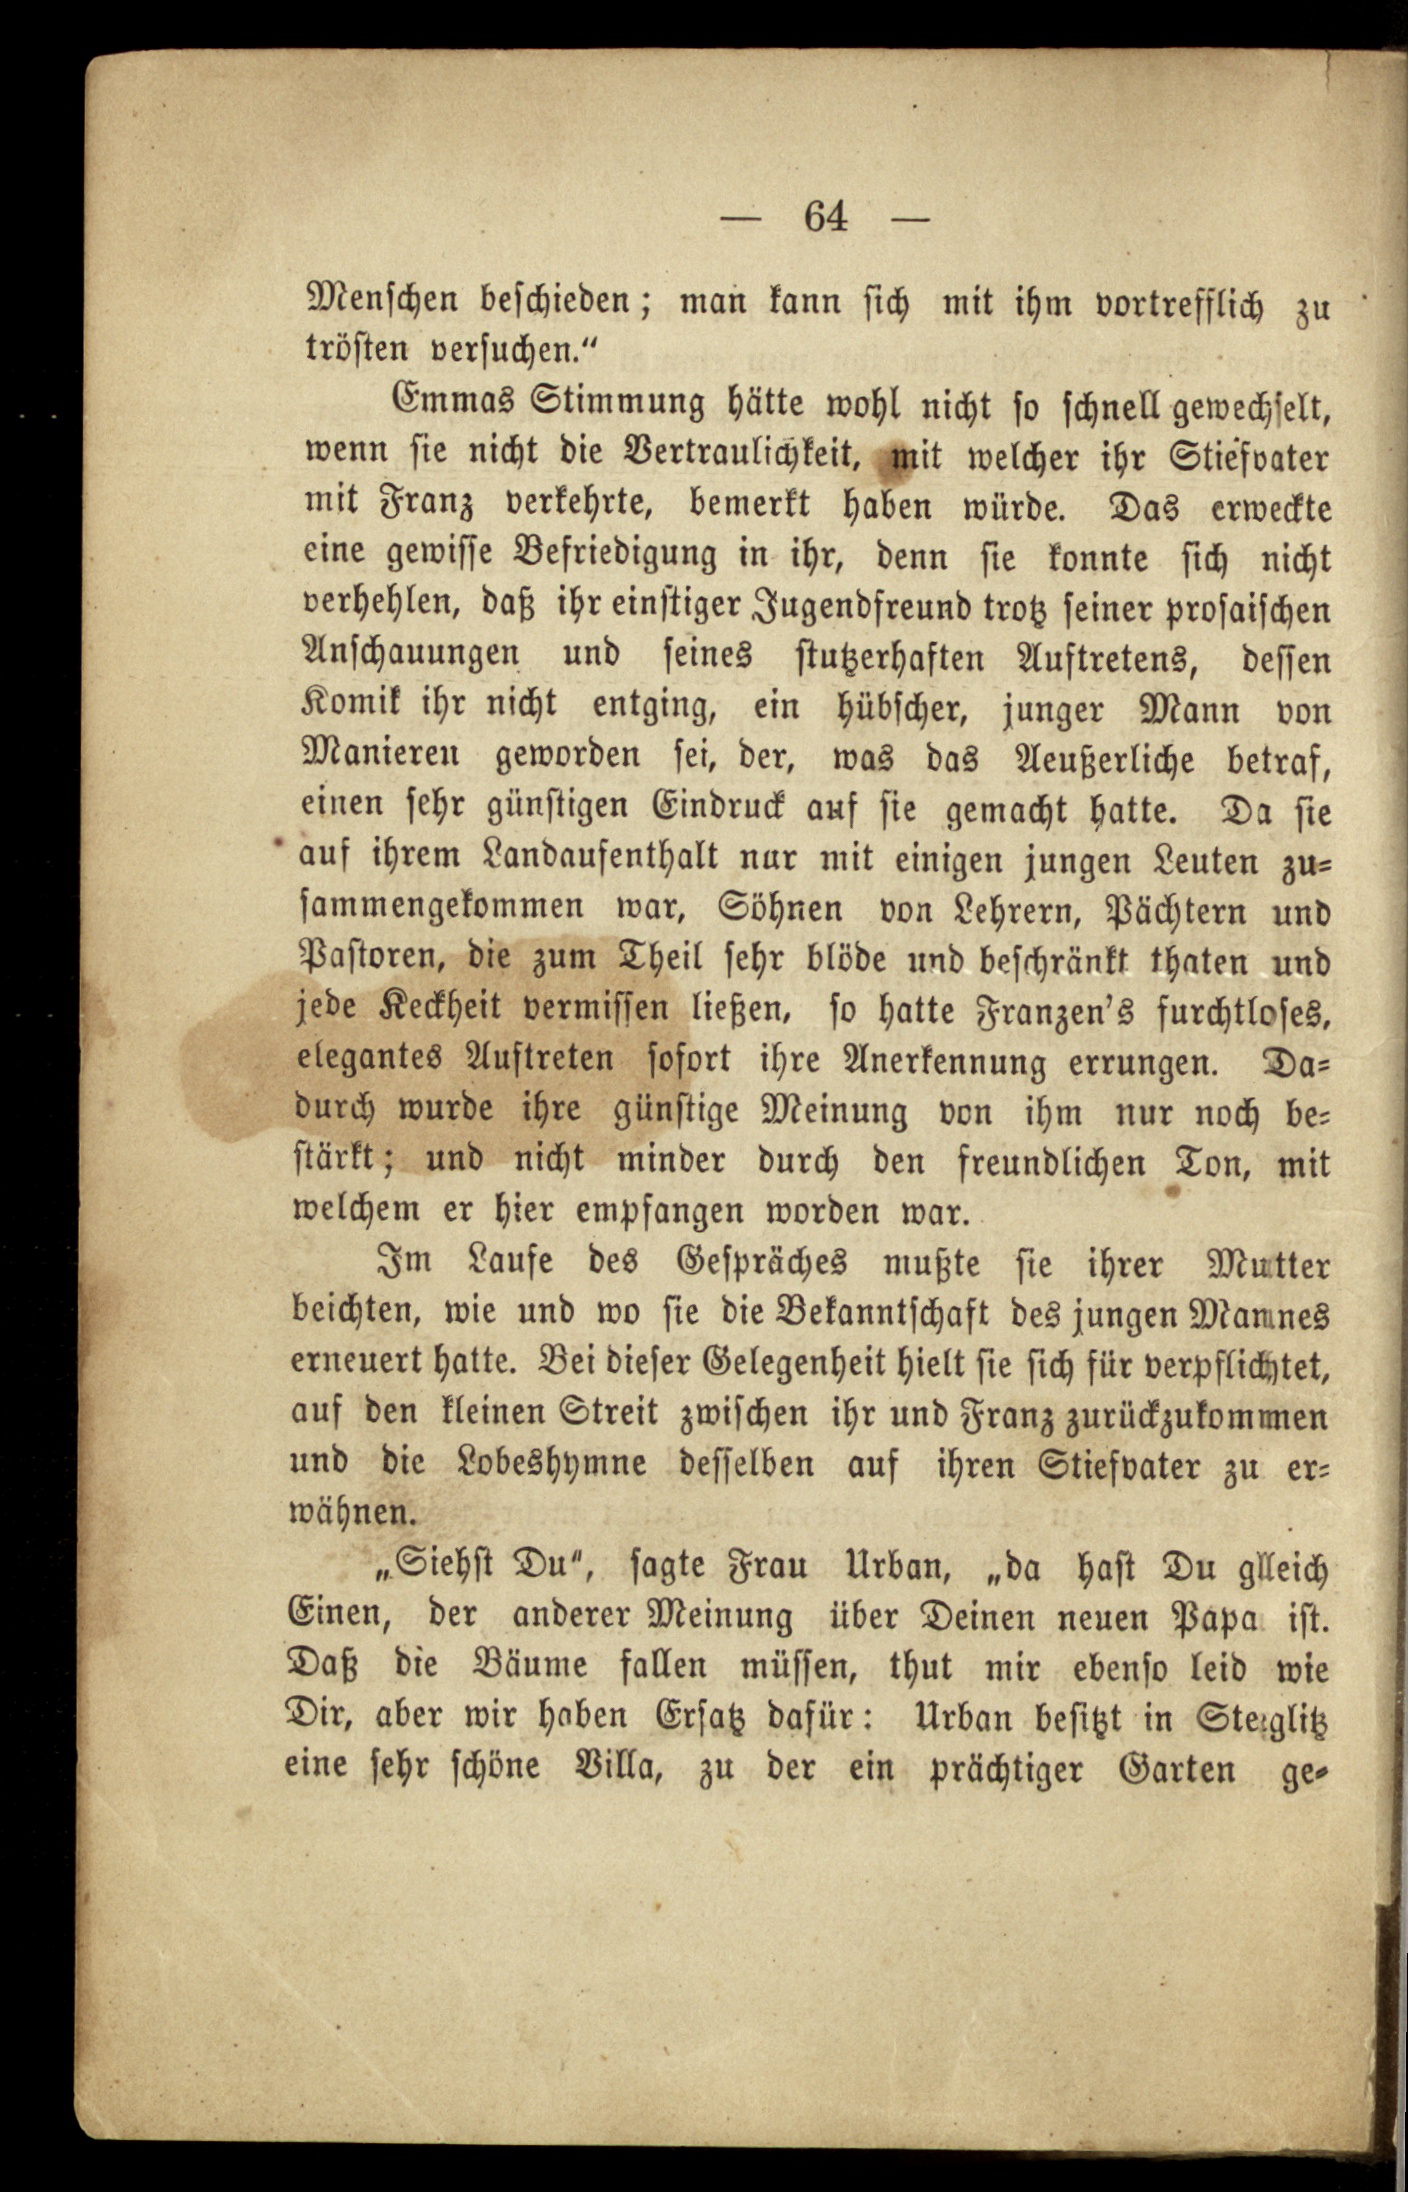 — 64 —
Menschen beschieden; man kann sich mit ihm vortrefflich zu
trösten versuchen.“
Emmas Stimmung hätte wohl nicht so schnell gewechselt,
wenn sie nicht die Vertraulichkeit, mit welcher ihr Stiefvater
mit Franz verkehrte, bemerkt haben würde. Das erweckte
eine gewisse Befriedigung in ihr, denn sie konnte sich nicht
verhehlen, daß ihr einstiger Jugendfreund trotz seiner prosaischen
Anschauungen und seines stutzerhaften Auftretens, dessen
Komik ihr nicht entging, ein hübscher, junger Mann von
Manieren geworden sei, der, was das Aeußerliche betraf,
einen sehr günstigen Eindruck auf sie gemacht hatte. Da sie
auf ihrem Landaufenthalt nur mit einigen jungen Leuten zu=
sammengekommen war, Söhnen von Lehrern, Pächtern und
Pastoren, die zum Theil sehr blöde und beschränkt thaten und
jede Keckheit vermissen ließen, so hatte Franzen's furchtloses,
elegantes Auftreten sofort ihre Anerkennung errungen. Da=
durch wurde ihre günstige Meinung von ihm nur noch be=
stärkt; und nicht minder durch den freundlichen Ton, mit
welchem er hier empfangen worden war.
Im Laufe des Gespräches mußte sie ihrer Mutter
beichten, wie und wo sie die Bekanntschaft des jungen Mannes
erneuert hatte. Bei dieser Gelegenheit hielt sie sich für verpflichtet,
auf den kleinen Streit zwischen ihr und Franz zurückzukommen
und die Lobeshymne desselben auf ihren Stiefvater zu er=
wähnen.
„Siehst Du“, sagte Frau Urban, „da hast Du gleich
Einen, der anderer Meinung über Deinen neuen Papa ist.
Daß die Bäume fallen müssen, thut mir ebenso leid wie
Dir, aber wir haben Ersatz dafür: Urban besitzt in Steglitz
eine sehr schöne Villa, zu der ein prächtiger Garten ge=